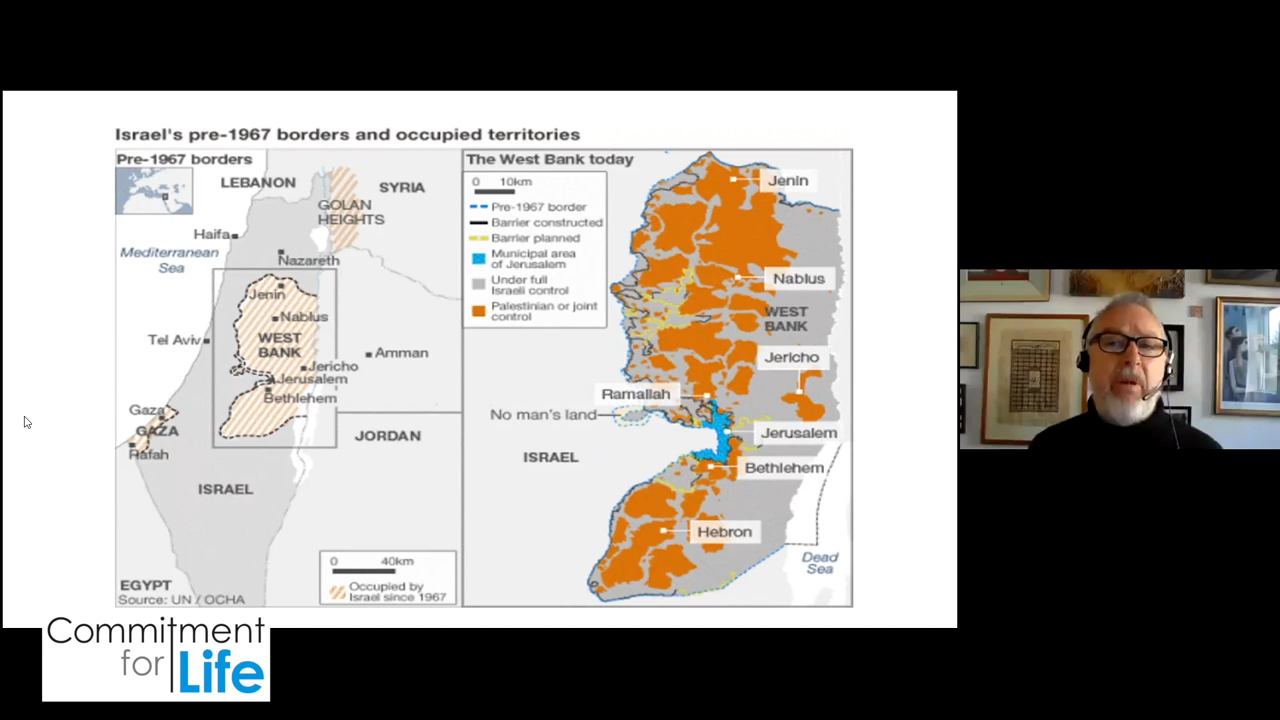 Israel's pre-1967 borders and occupied territories
Pre-1967 borders
LEBANON
SYRIA
GOLAN
HEIGHTS
Haifa
Mediterranean
Sea
Nazareth
Jenin
Nablus
Tel Aviv
WEST
BANK
Amman
Jericho
Jerusalem
Bethlehem
Gaza
GAZA
Rafah
JORDAN
ISRAEL
EGYPT
Source: UN / OCHA
0 40km
Occupied by
Israel since 1967
The West Bank today
0 10km
Pre-1967 border
Barrier constructed
Barrier planned
Municipal area
of Jerusalem
Under full
Israeli control
Palestinian or joint
control
Jenin
Nablus
WEST
BANK
Jericho
Ramallah
No man's land
Jerusalem
ISRAEL
Bethlehem
Hebron
Dead
Sea
Commitment
for
Life